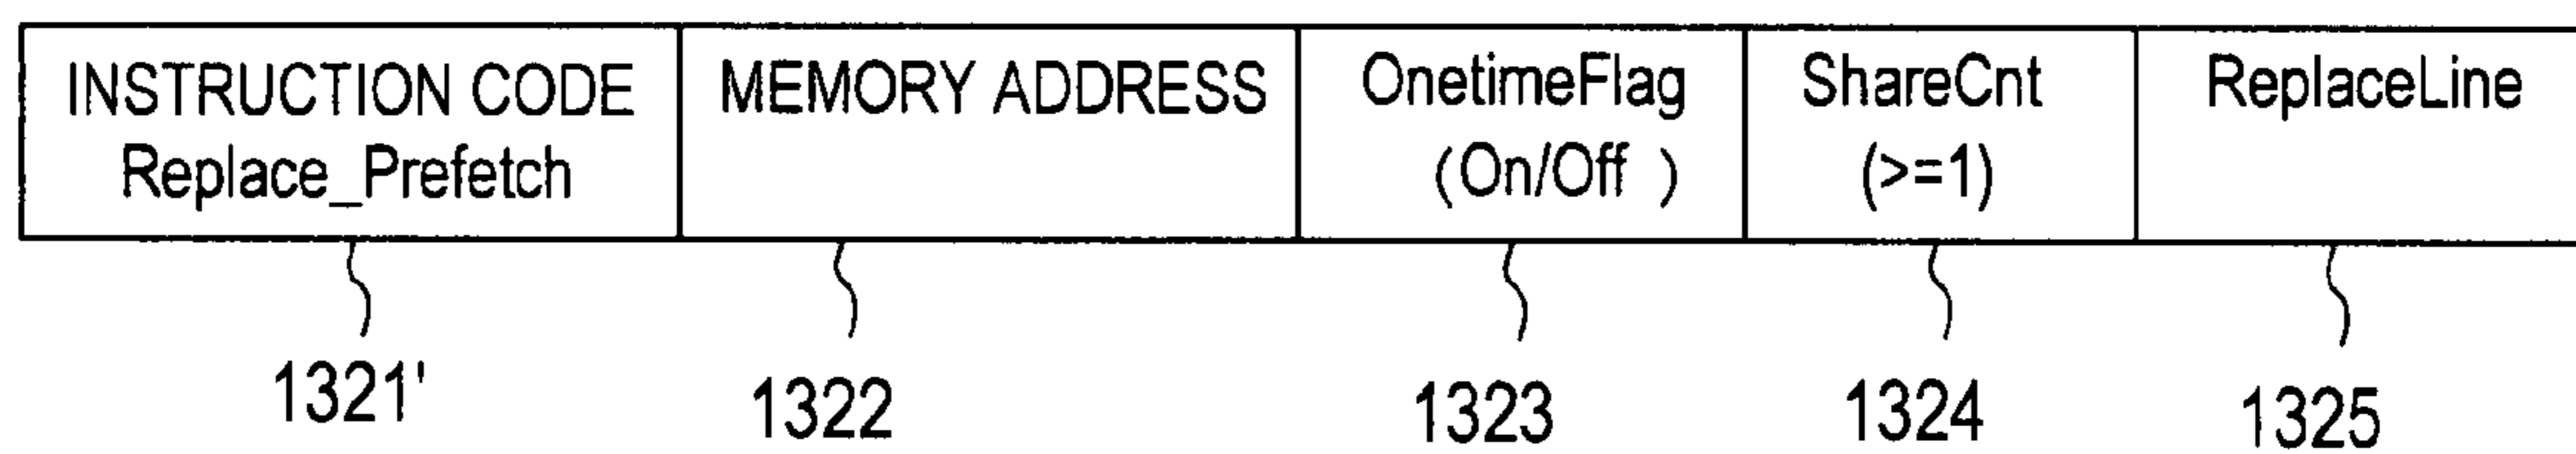 INSTRUCTION CODE
Replace_Prefetch
MEMORY ADDRESS
OnetimeFlag
(On/Off )
ShareCnt
(>=1)
ReplaceLine
1321'
1322
1323
1324
1325